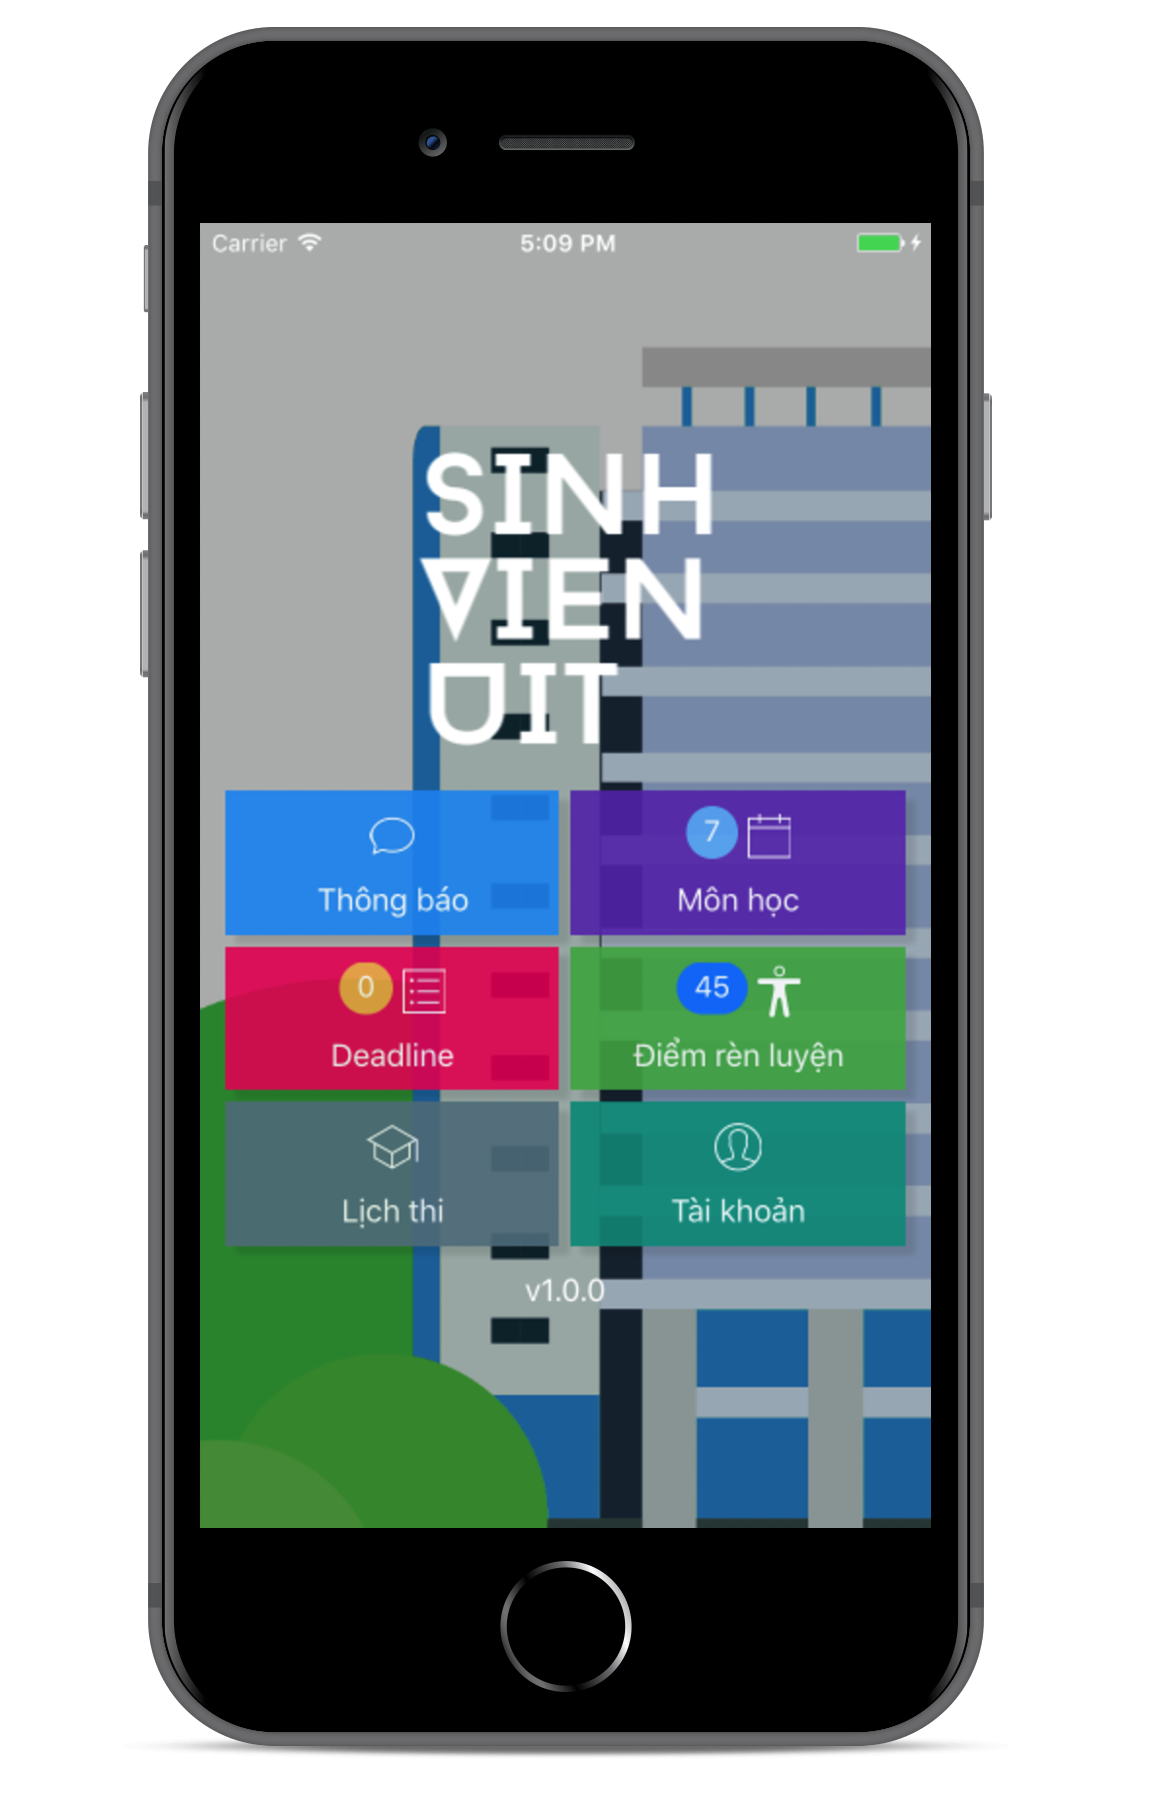 Carrier 5:09 PM
SINH
VIEN
UIT
Thông báo
7
Môn học
0
Deadline
45
Điểm rèn luyện
Lịch thi
Tài khoản
v1.0.0